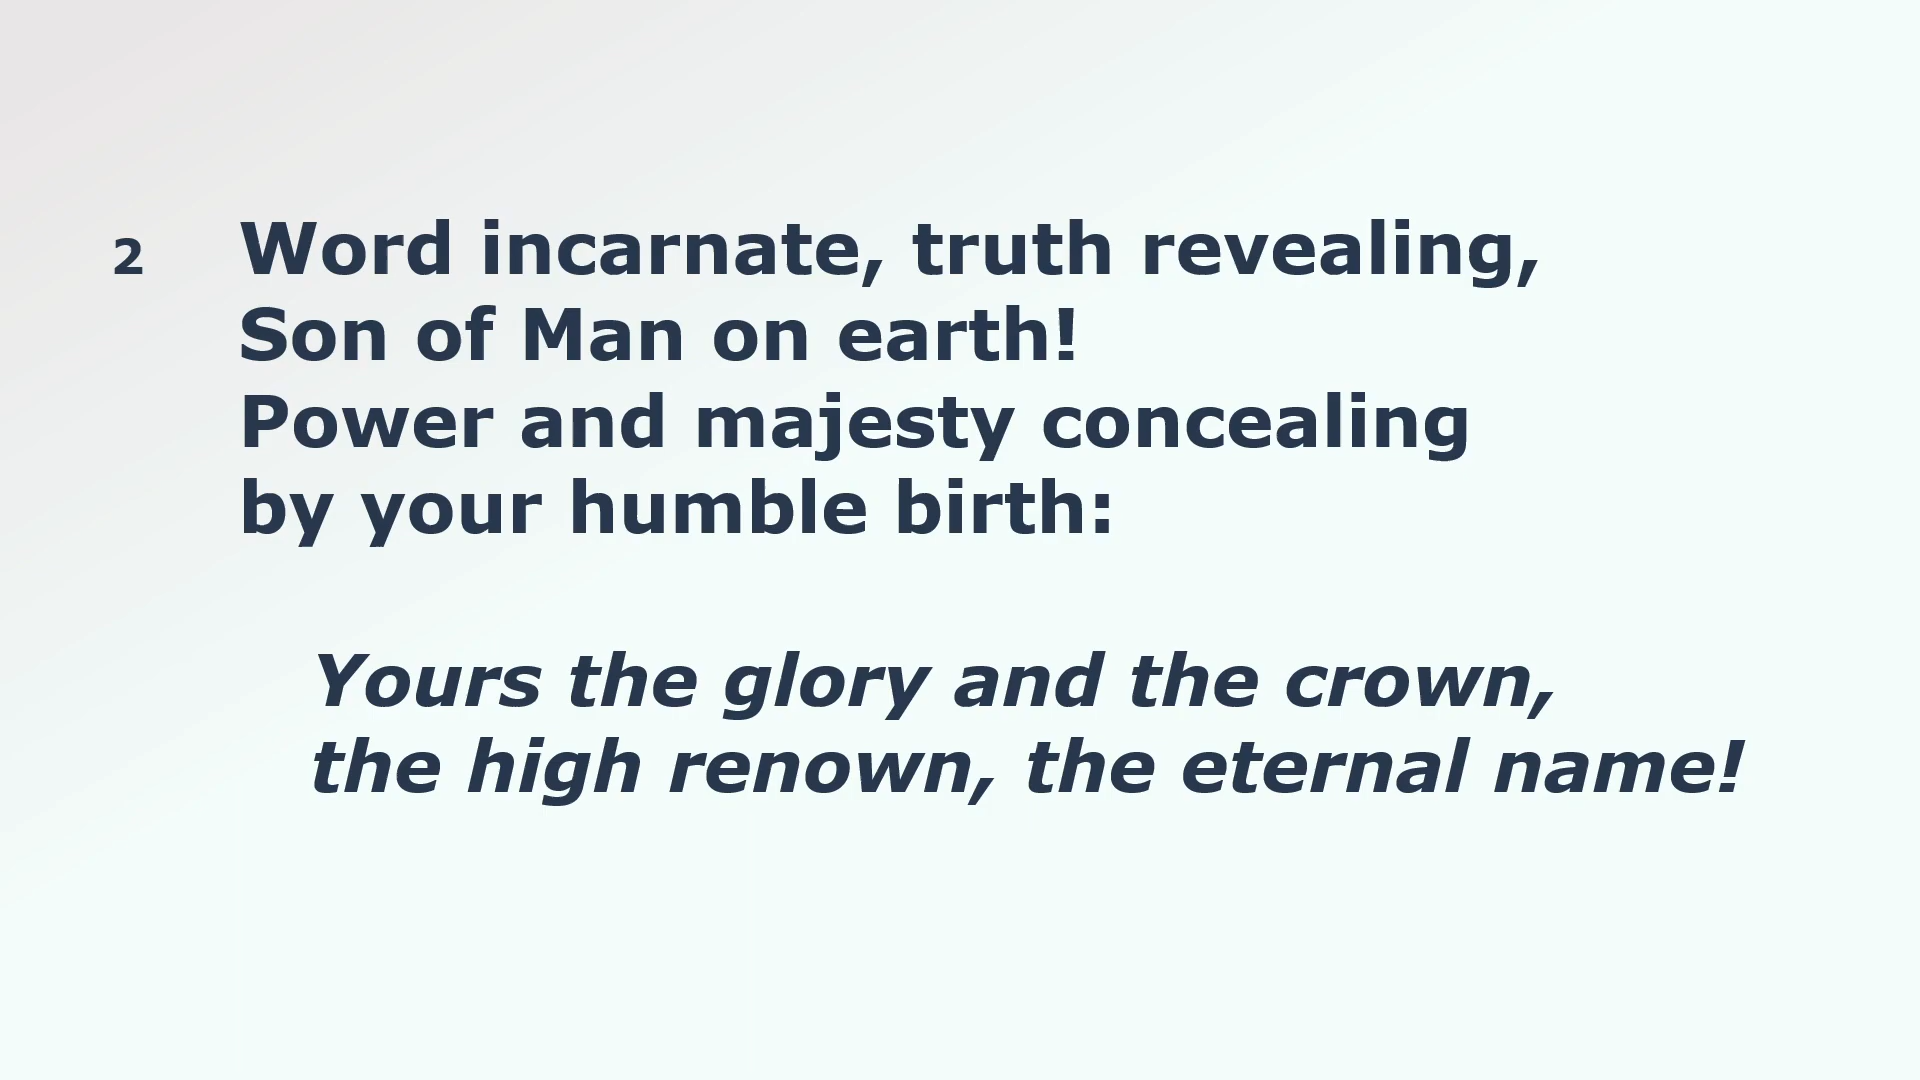 2 Word incarnate, truth revealing,
Son of Man on earth!
Power and majesty concealing
by your humble birth:
Yours the glory and the crown,
the high renown, the eternal name!